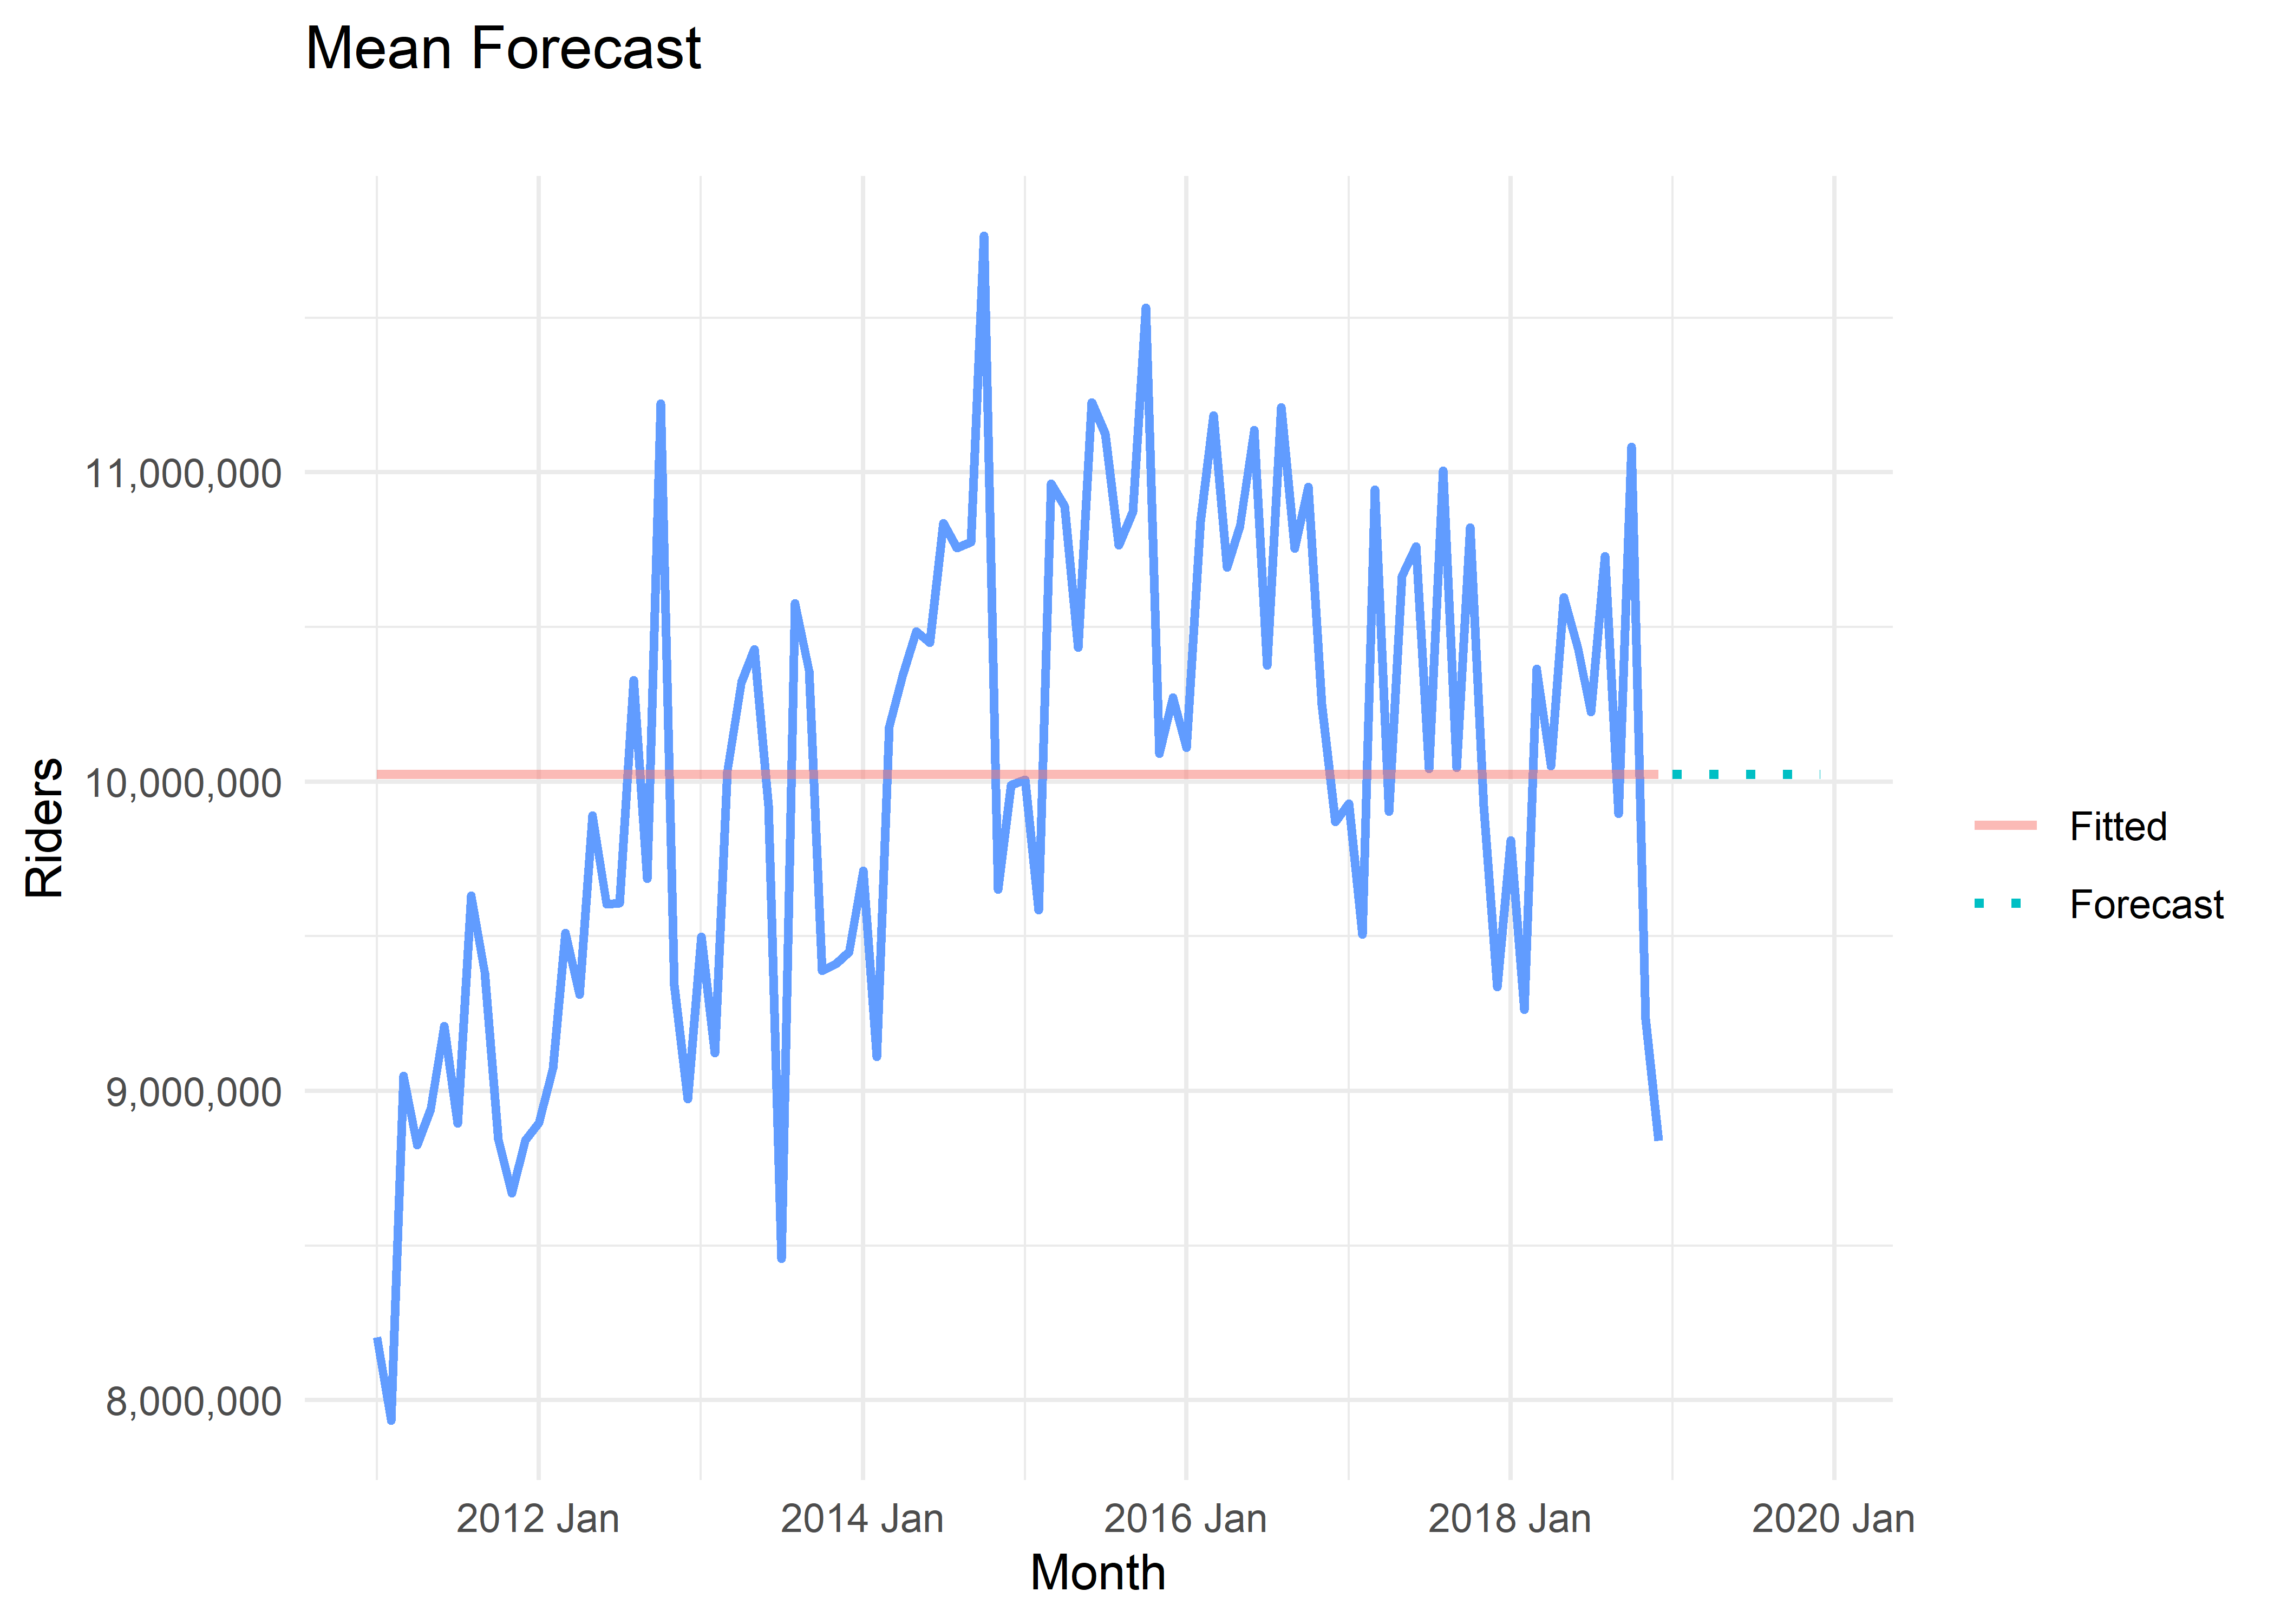 Mean Forecast
Riders
11,000,000
10,000,000
9,000,000
8,000,000
2012 Jan
2014 Jan
2016 Jan
2018 Jan
2020 Jan
Month
Fitted
Forecast